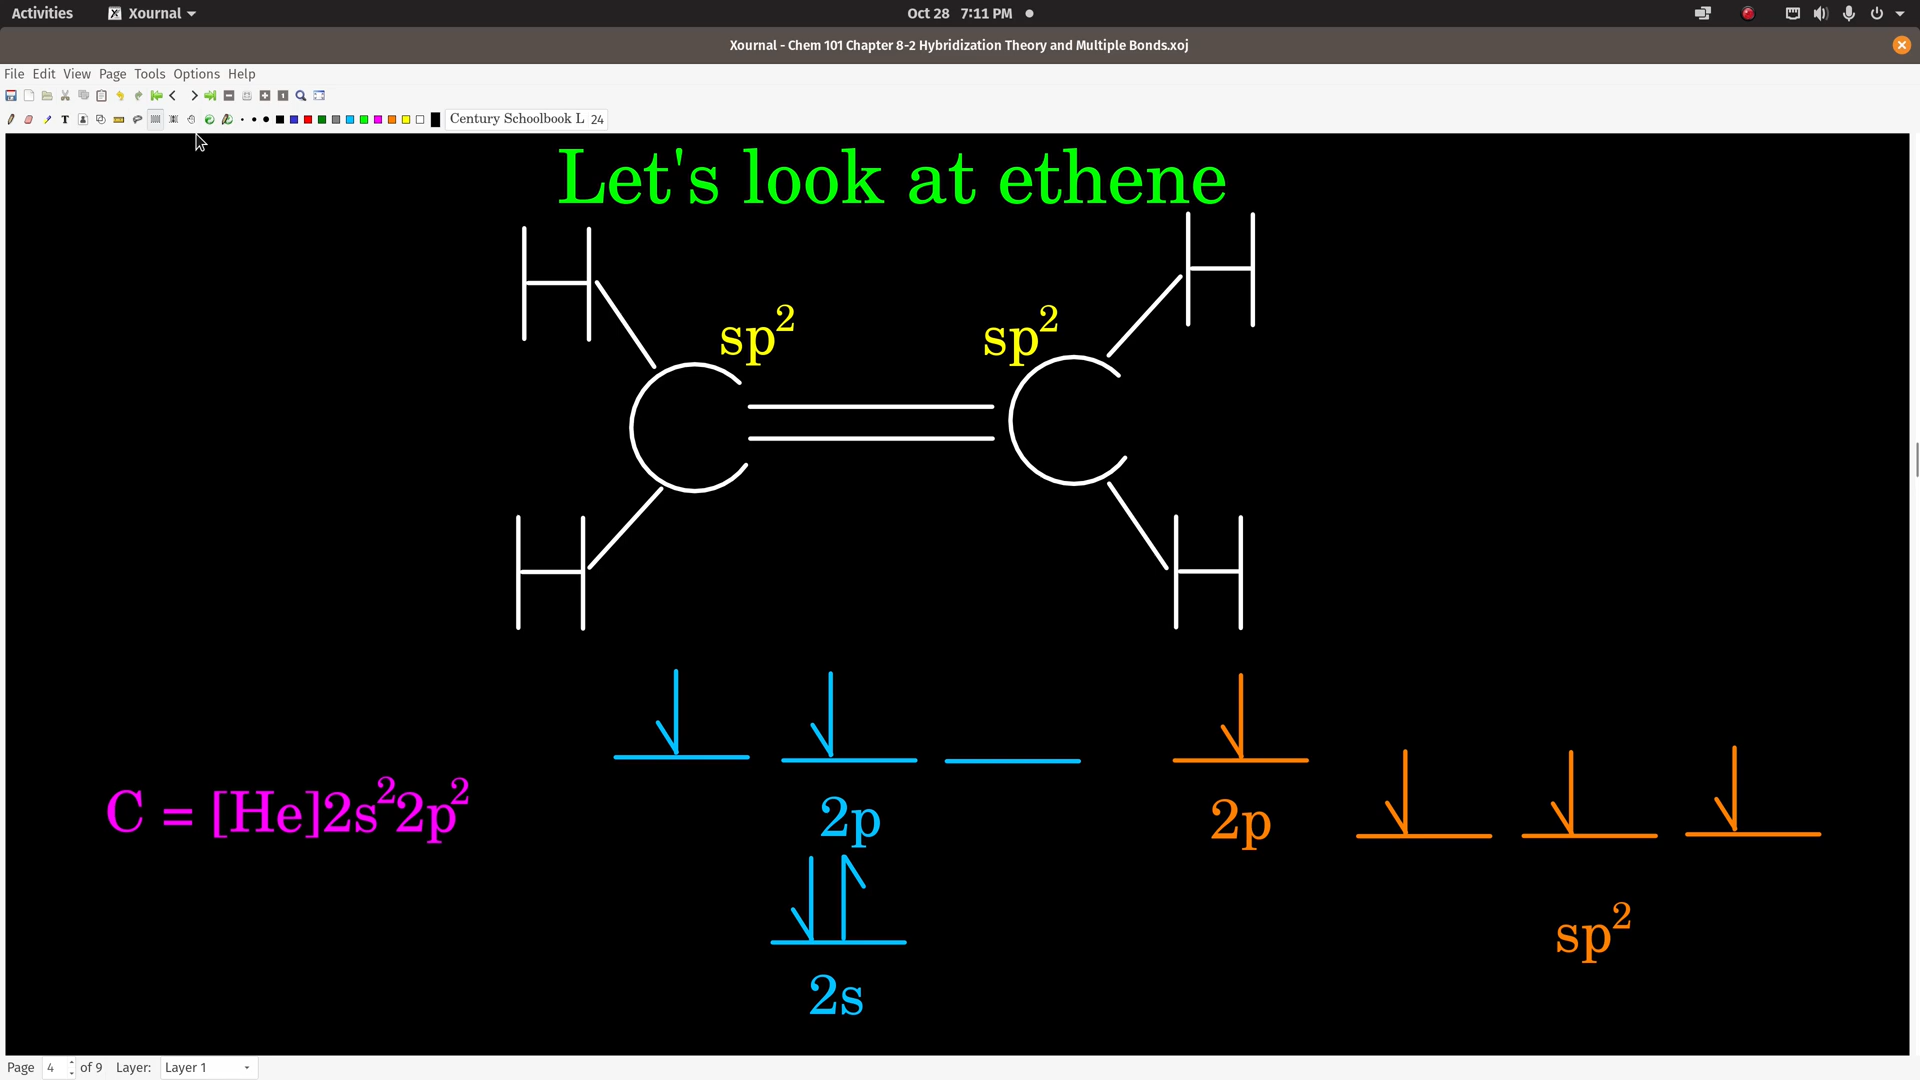 Activities Xournal Oct 28 7:11 PM
Xournal - Chem 101 Chapter 8-2 Hybridization Theory and Multiple Bonds.xoj
File Edit View Page Tools Options Help
T Century Schoolbook L 24
Let's look at ethene
H H
sp² sp²
C C
H H
C = [He]2s²2p²
2p 2p
sp²
2s
Page 4 of 9 Layer: Layer 1